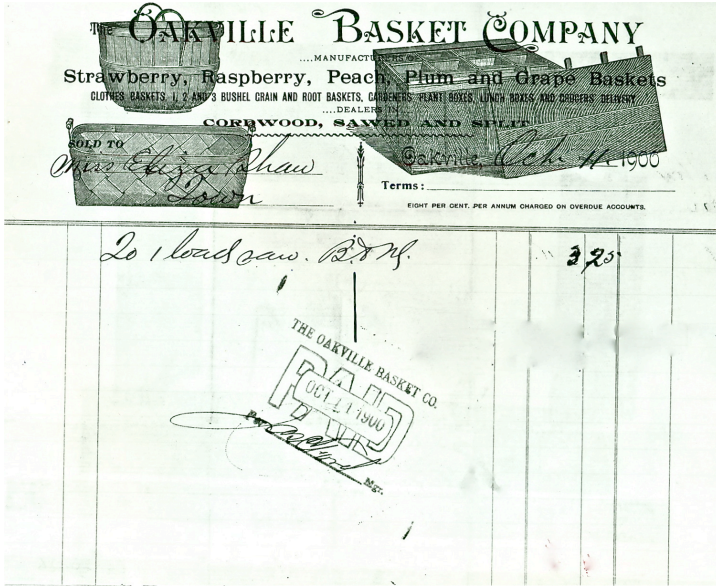 The OAKVILLE BASKET COMPANY
....MANUFACTURERS OF
Strawberry, Raspberry, Peach, Plum and Grape Baskets
CLOTHES BASKETS 1, 2 AND 3 BUSHEL GRAIN AND ROOT BASKETS, GARDENERS PLANT BOXES, LUNCH BOXES AND GROCERS DELIVERY
....DEALERS IN
CORDWOOD, SAWED AND SPLIT
SOLD TO
Miss Eliza Shaw
Town
Oakville, Oct. 11 1900
Terms:
EIGHT PER CENT. PER ANNUM CHARGED ON OVERDUE ACCOUNTS.
To 1 load saw. B. & M. 3 25
THE OAKVILLE BASKET CO.
PAID
OCT 11 1900
Per
Mgr.